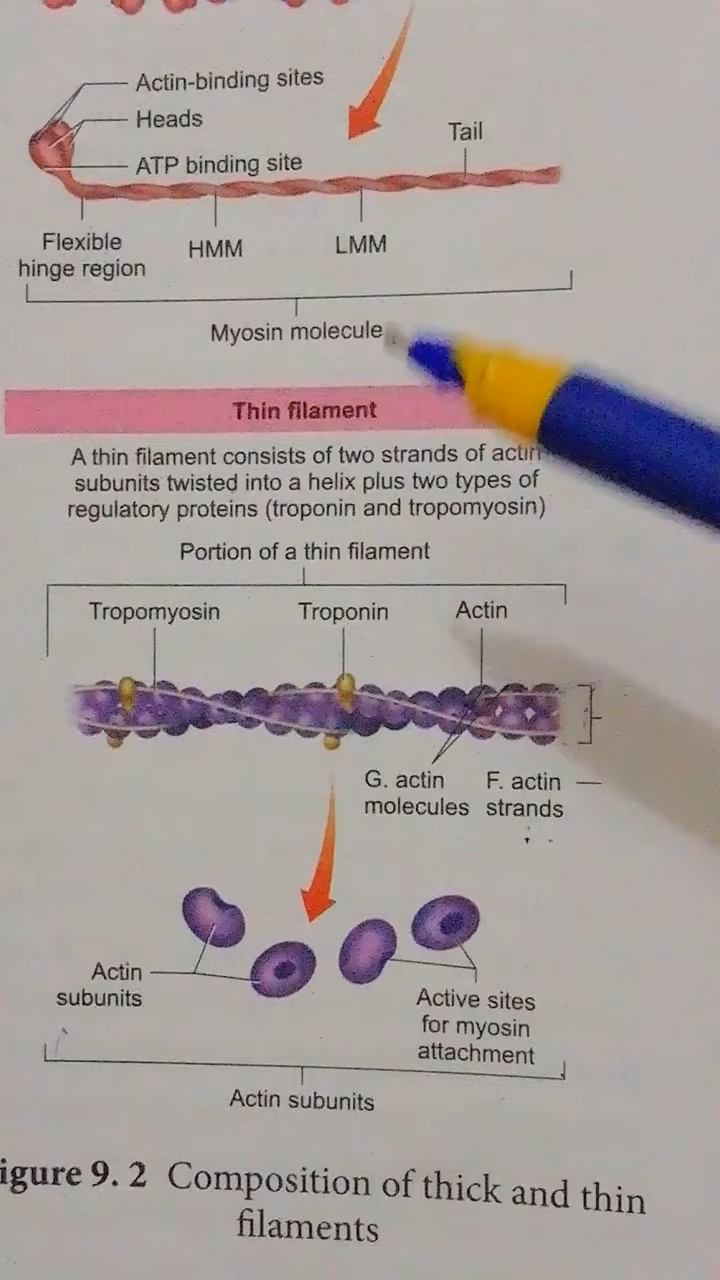 Actin-binding sites
Heads
ATP binding site
Tail
Flexible
hinge region
HMM
LMM
Myosin molecule
Thin filament
A thin filament consists of two strands of actin
subunits twisted into a helix plus two types of
regulatory proteins (troponin and tropomyosin)
Portion of a thin filament
Tropomyosin
Troponin
Actin
G. actin
molecules
F. actin
strands
Actin
subunits
Active sites
for myosin
attachment
Actin subunits
igure 9. 2 Composition of thick and thin
filaments